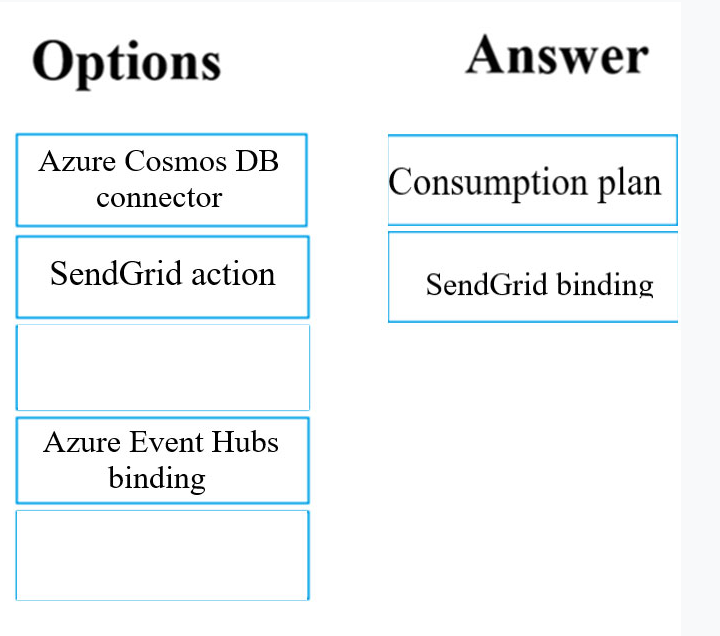 Options
Answer
Azure Cosmos DB
connector
SendGrid action
Azure Event Hubs
binding
Consumption plan
SendGrid binding